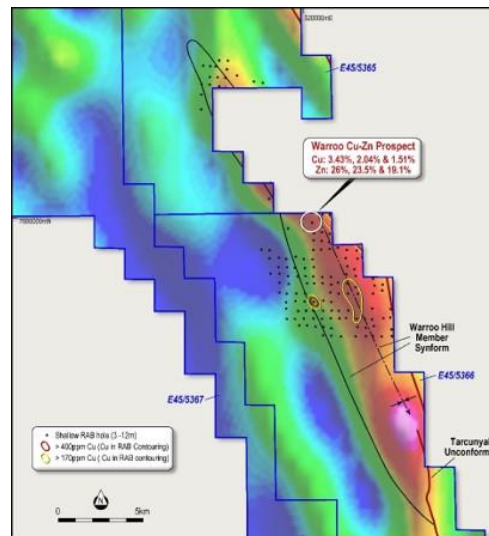 320000mE
E45/5365
Warroo Cu-Zn Prospect
Cu: 3.43%, 2.04% & 1.51%
Zn: 26%, 23.5% & 19.1%
Warroo Hill
Member
Synform
E45/5366
E45/5367
Shallow RAB hole (3 -12m)
> 400ppm Cu (Cu in RAB Contouring)
> 170ppm Cu ( Cu in RAB contouring)
Tarcunyah
Unconform
N
0
5km